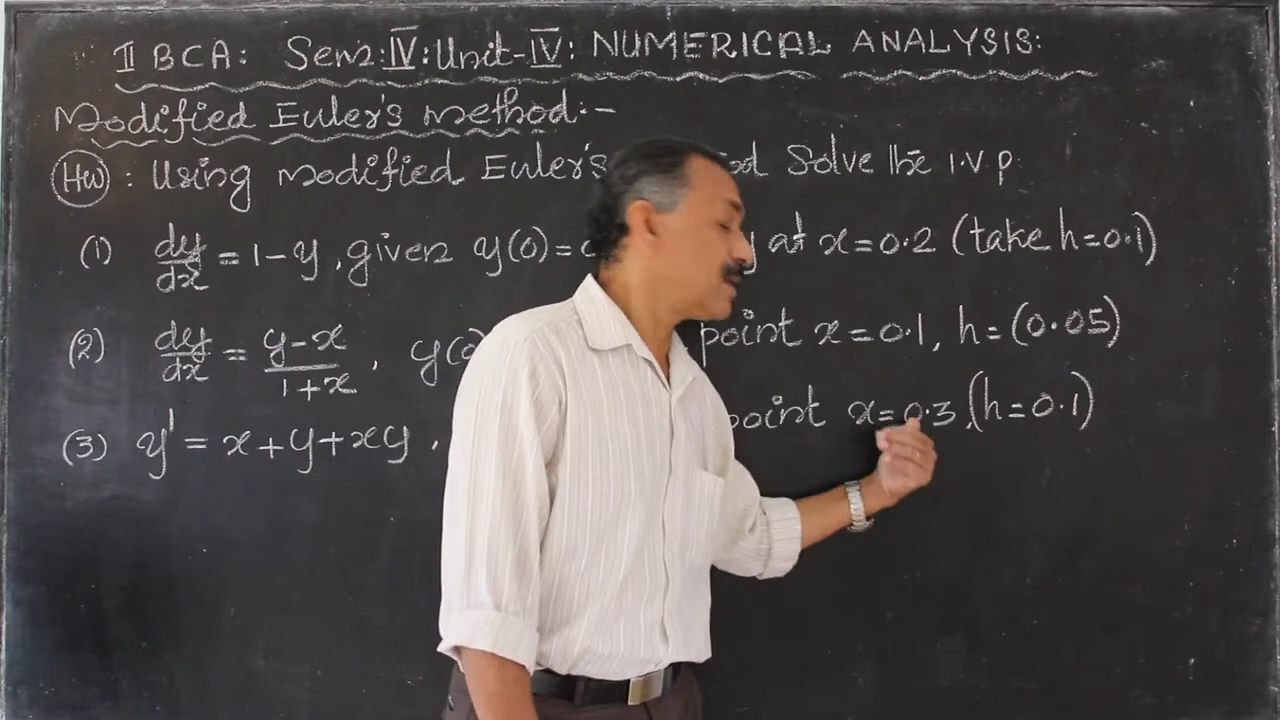 II BCA: Sem:IV:Unit-IV: NUMERICAL ANALYSIS:
Modified Euler's method:-
HW : Using modified Euler's Solve the i.v.p.
(1) dy/dx = 1-y, given y(0)= y at x=0.2 (take h=0.1)
(2) dy/dx = y-x/1+x, y(0) point x=0.1, h=(0.05)
(3) y' = x+y+xy, point x=0.3,(h=0.1)